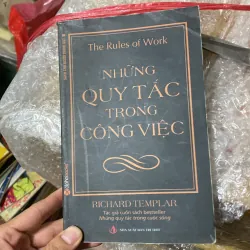 The Rules of Work
NHỮNG
QUY TẮC
TRONG
CÔNG VIỆC
RICHARD TEMPLAR
Tác giả cuốn sách bestseller
Những quy tắc trong cuộc sống